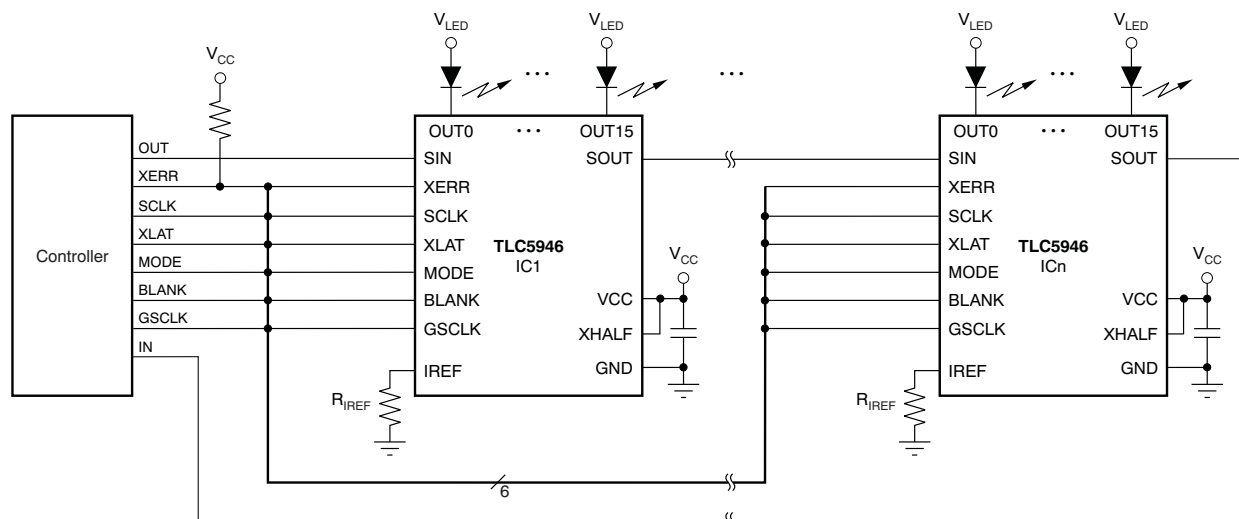 V_LED V_LED V_LED V_LED
V_CC
OUT0 ... OUT15
OUT0 ... OUT15
Controller
OUT
XERR
SCLK
XLAT
MODE
BLANK
GSCLK
IN
SIN
XERR
SCLK
XLAT
MODE
BLANK
GSCLK
IREF
SOUT
TLC5946
IC1
VCC
XHALF
GND
V_CC
R_IREF
6
SIN
XERR
SCLK
XLAT
MODE
BLANK
GSCLK
IREF
SOUT
TLC5946
ICn
VCC
XHALF
GND
V_CC
R_IREF